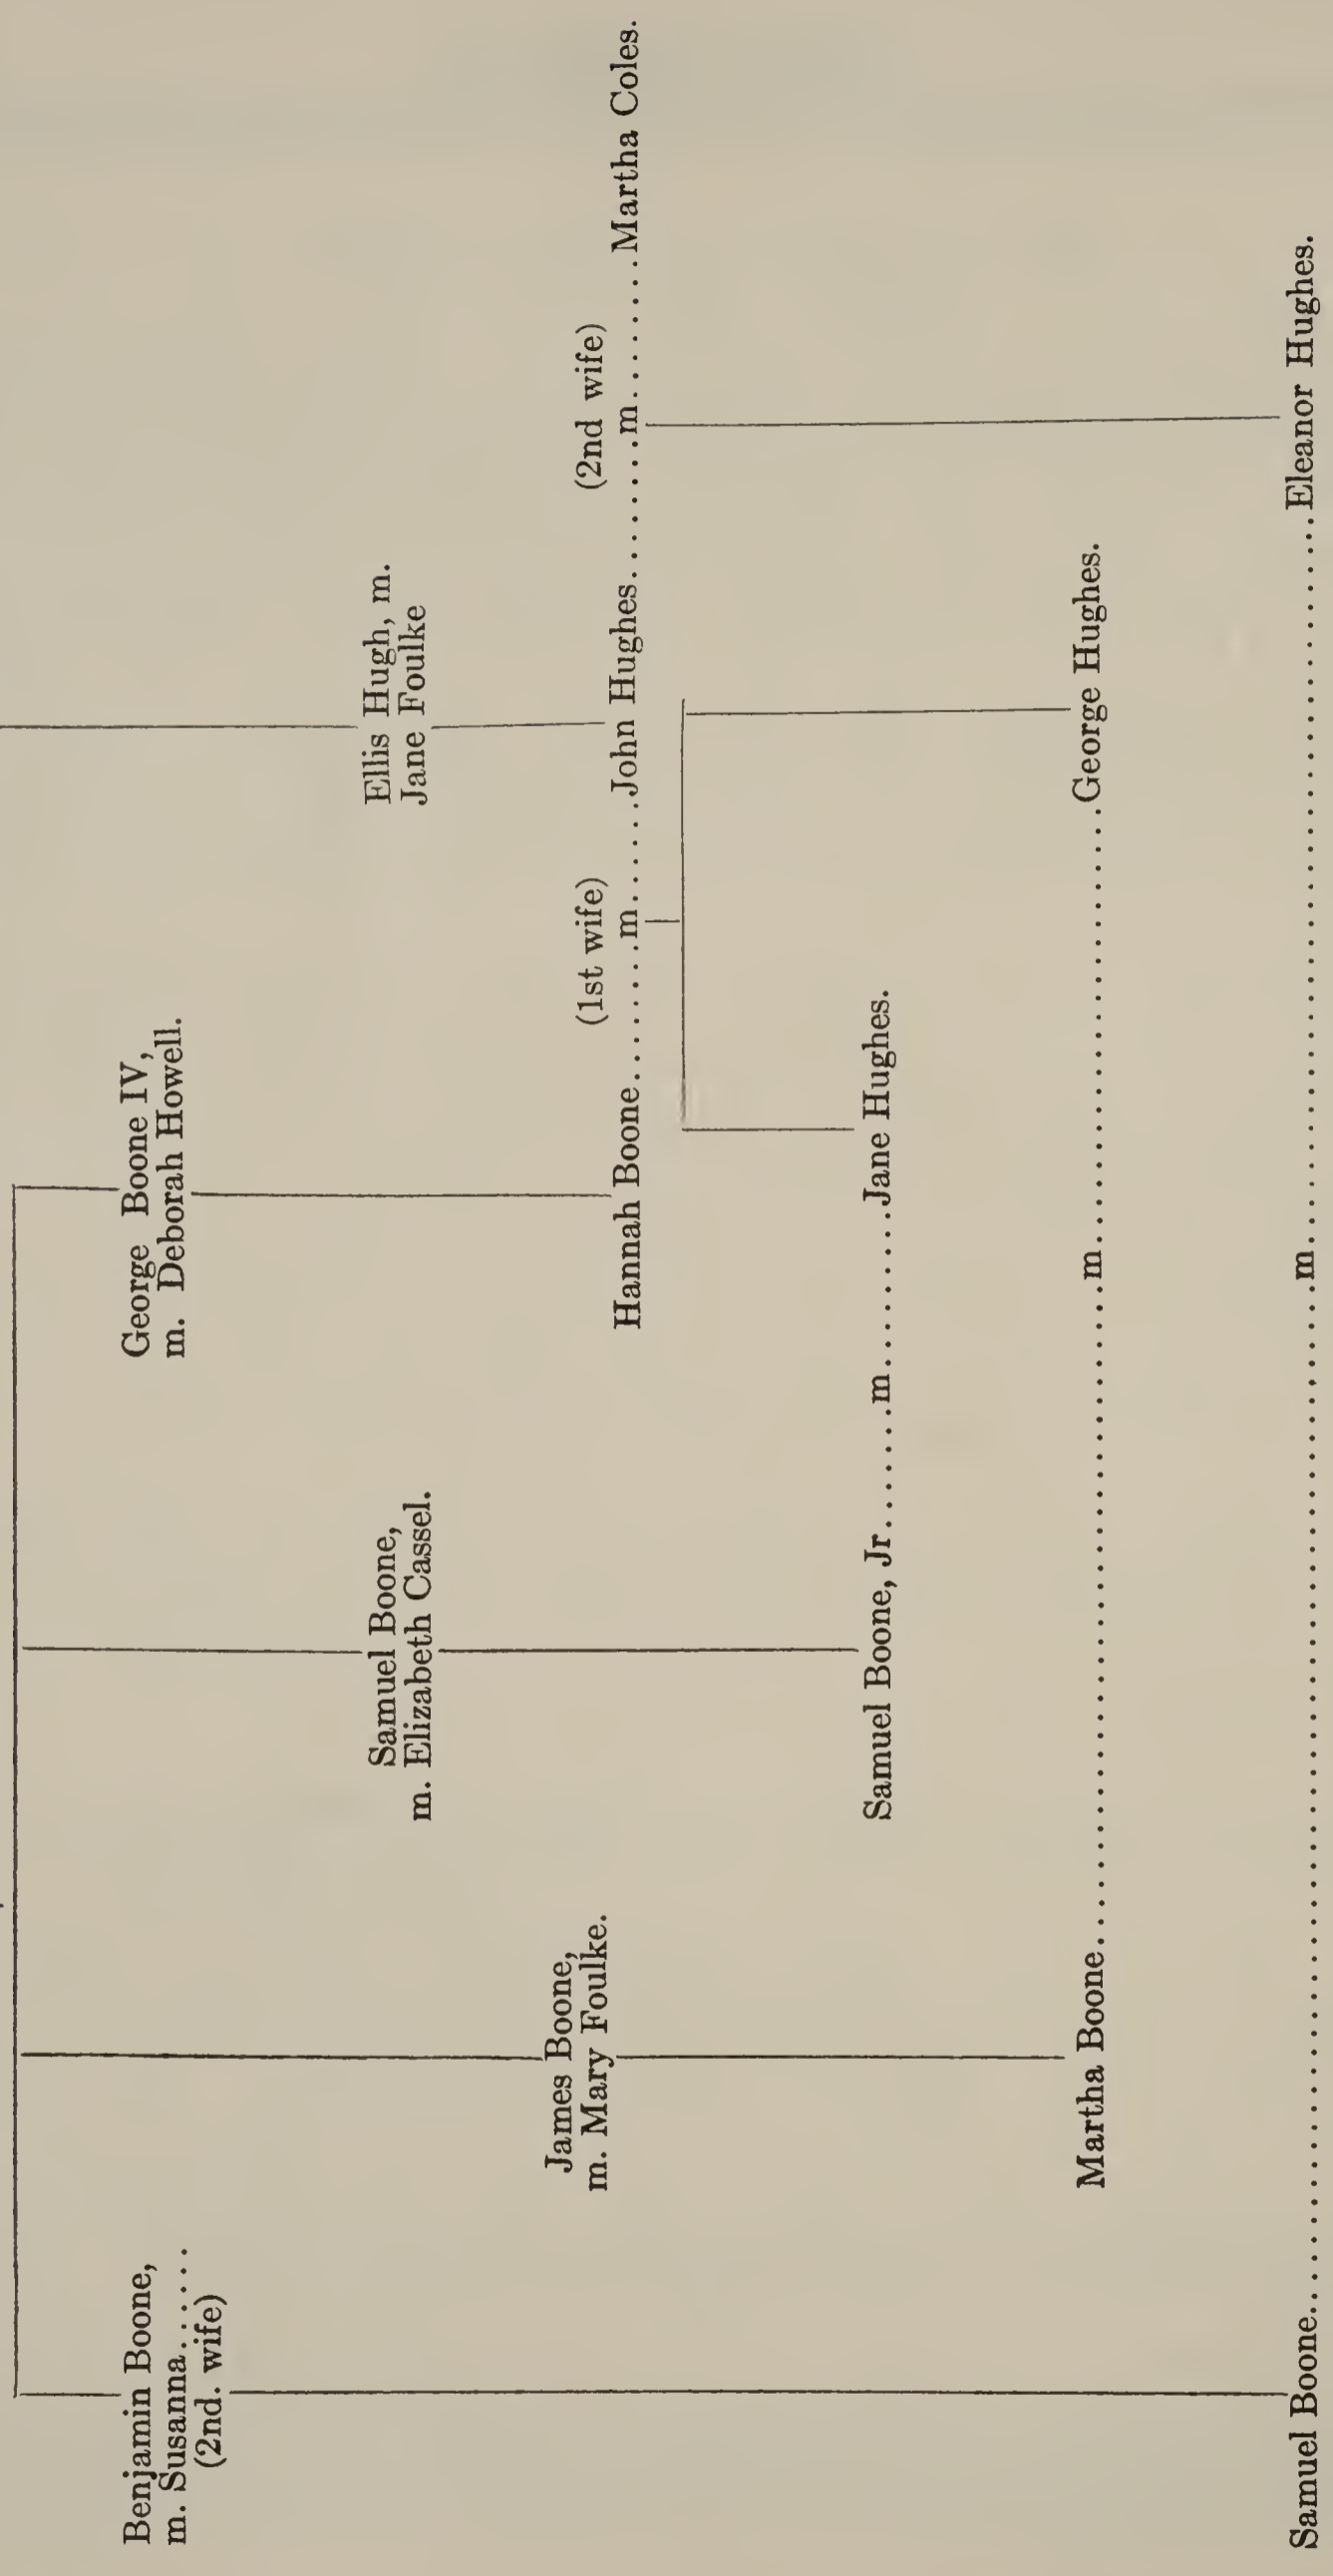 Benjamin Boone,
m. Susanna......
(2nd. wife)
George Boone IV,
m. Deborah Howell.
Samuel Boone,
m. Elizabeth Cassel.
Ellis Hugh, m.
Jane Foulke
James Boone,
m. Mary Foulke.
(1st wife) (2nd wife)
Hannah Boone.......m......John Hughes........m........Martha Coles.
Samuel Boone, Jr.......m.........Jane Hughes.
Martha Boone..............................m......................George Hughes.
Samuel Boone..................................................m...................................Eleanor Hughes.